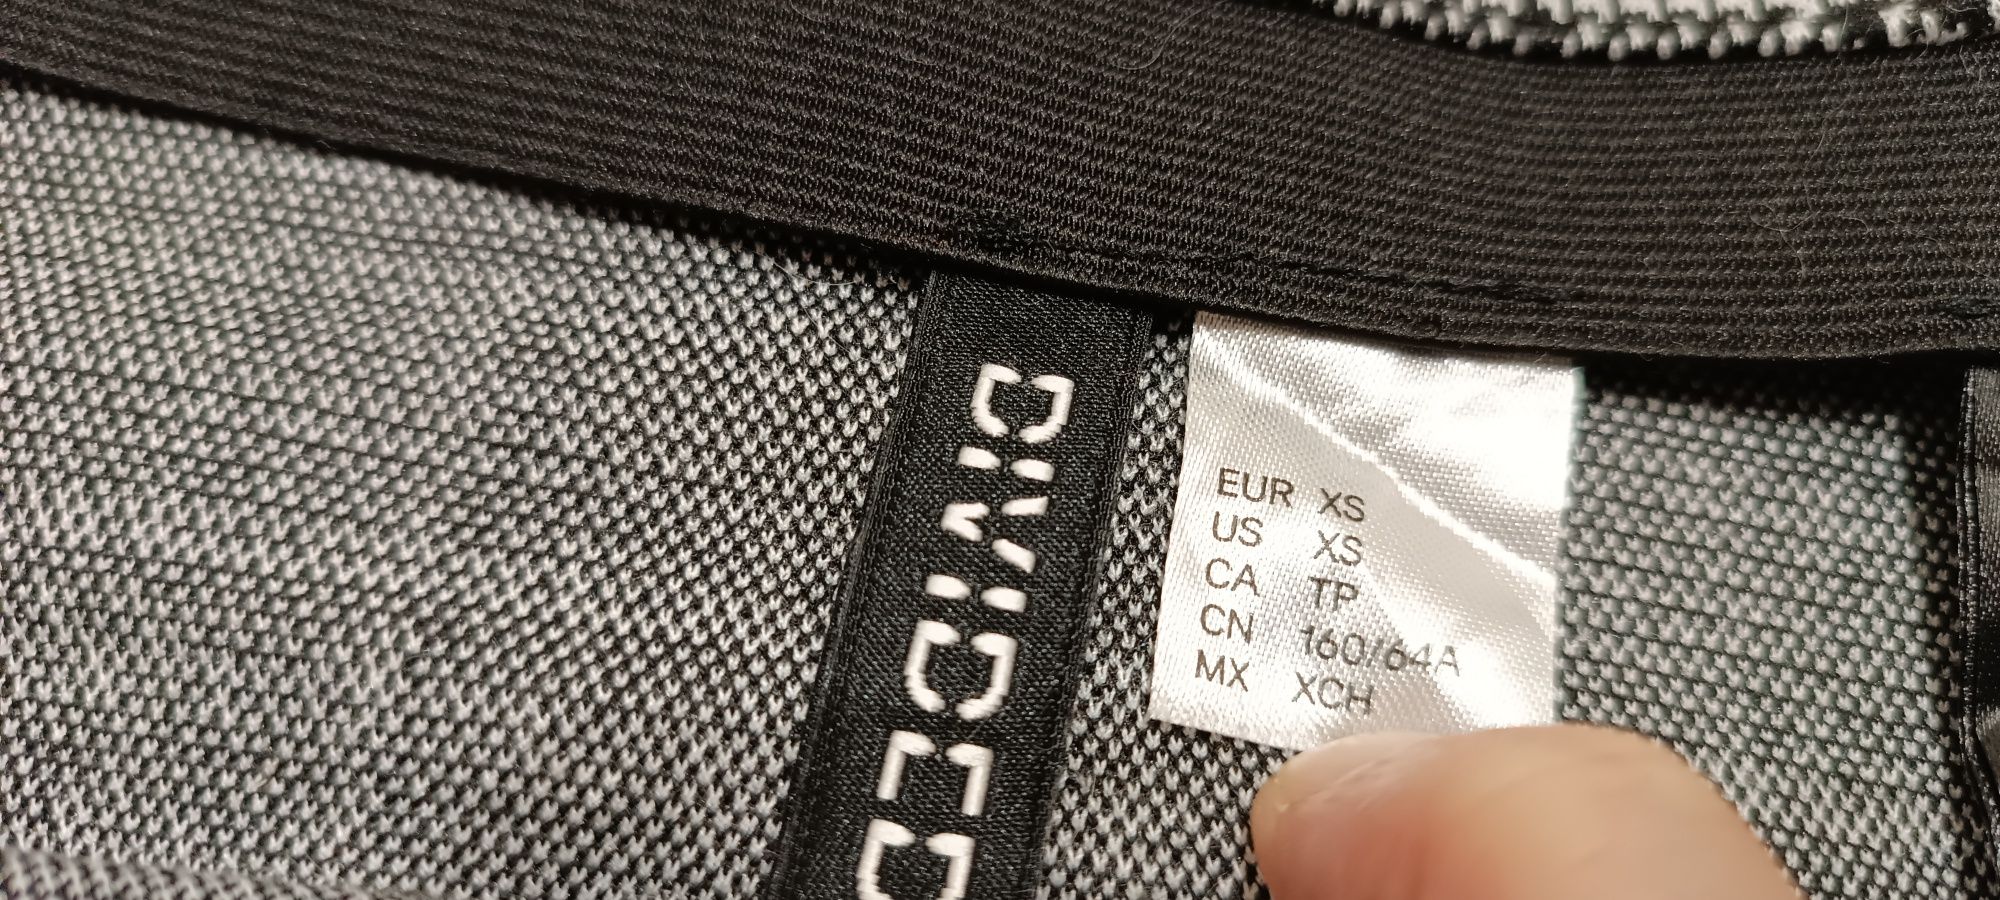 DIVIDED
EUR XS
US XS
CA TP
CN 160/64A
MX XCH